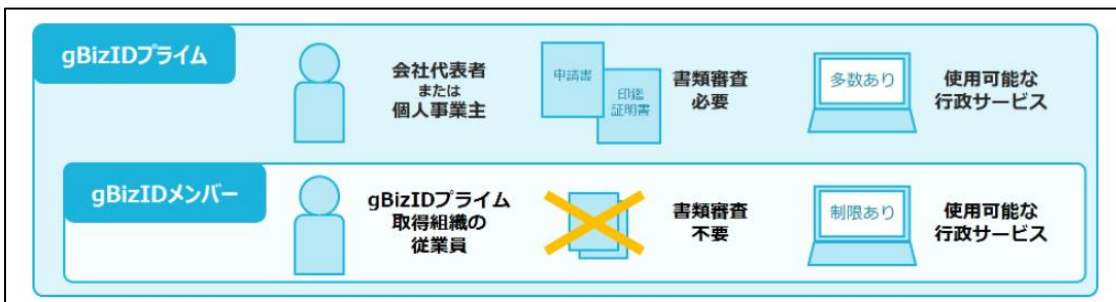 gBizIDプライム
会社代表者
または
個人事業主
申請書
印鑑
証明書
書類審査
必要
多数あり
使用可能な
行政サービス
gBizIDメンバー
gBizIDプライム
取得組織の
従業員
書類審査
不要
制限あり
使用可能な
行政サービス